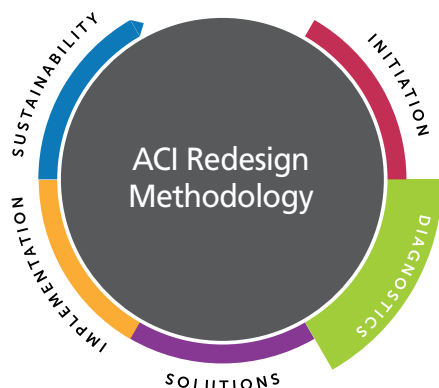 ACI Redesign
Methodology
INITIATION
DIAGNOSTICS
SOLUTIONS
IMPLEMENTATION
SUSTAINABILITY